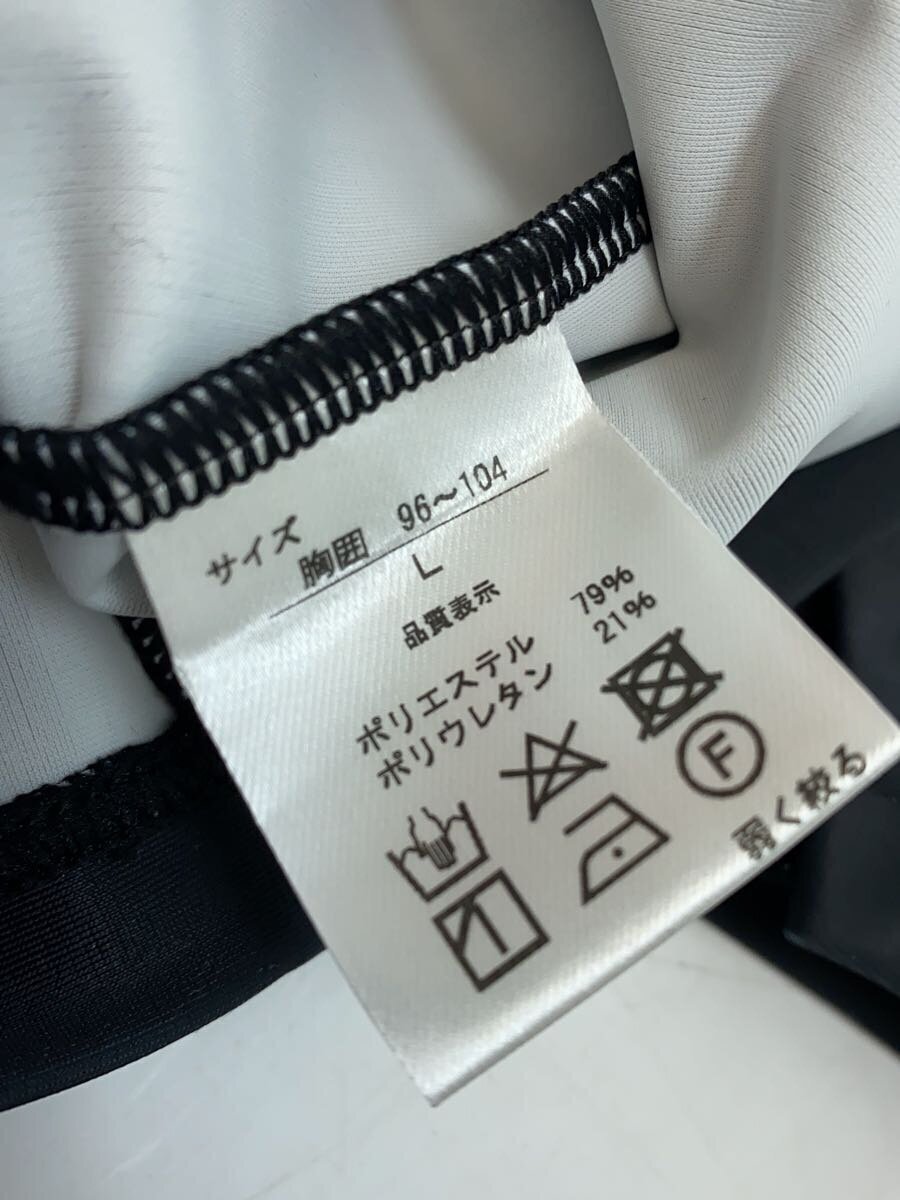 サイズ
胸囲 96～104
L
品質表示
ポリエステル 79%
ポリウレタン 21%
F
弱く絞る